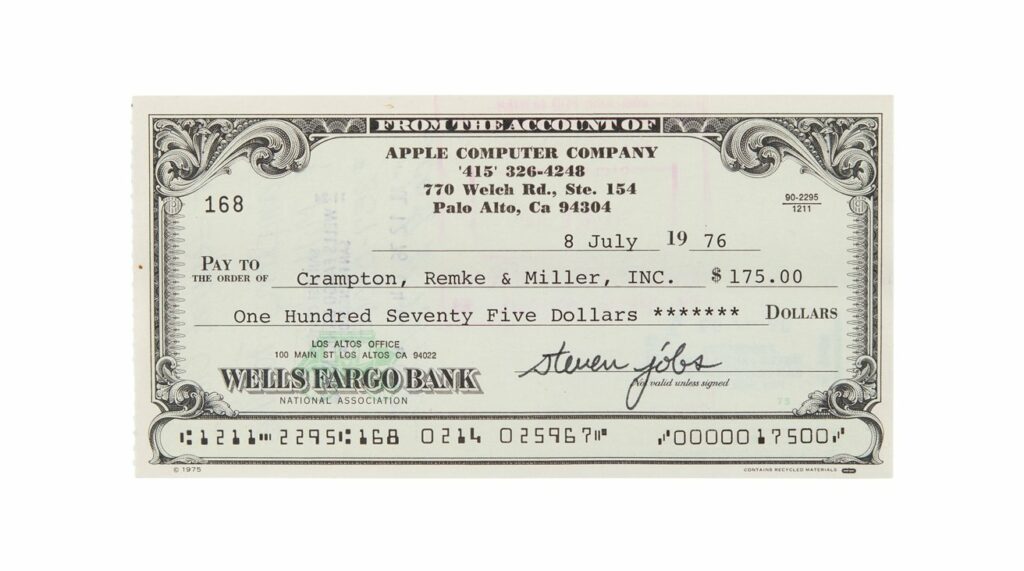 FROM THE ACCOUNT OF
APPLE COMPUTER COMPANY
'415' 326-4248
770 Welch Rd., Ste. 154
Palo Alto, Ca 94304
168
90-2295
1211
8 July 19 76
PAY TO
THE ORDER OF Crampton, Remke & Miller, INC. $ 175.00
One Hundred Seventy Five Dollars ******* DOLLARS
LOS ALTOS OFFICE
100 MAIN ST LOS ALTOS CA 94022
WELLS FARGO BANK
NATIONAL ASSOCIATION
steven jobs
Not valid unless signed
75
⑆1211⑉2295⑆168 0214 025967⑈ ⑇0000017500⑇
© 1975
CONTAINS RECYCLED MATERIALS